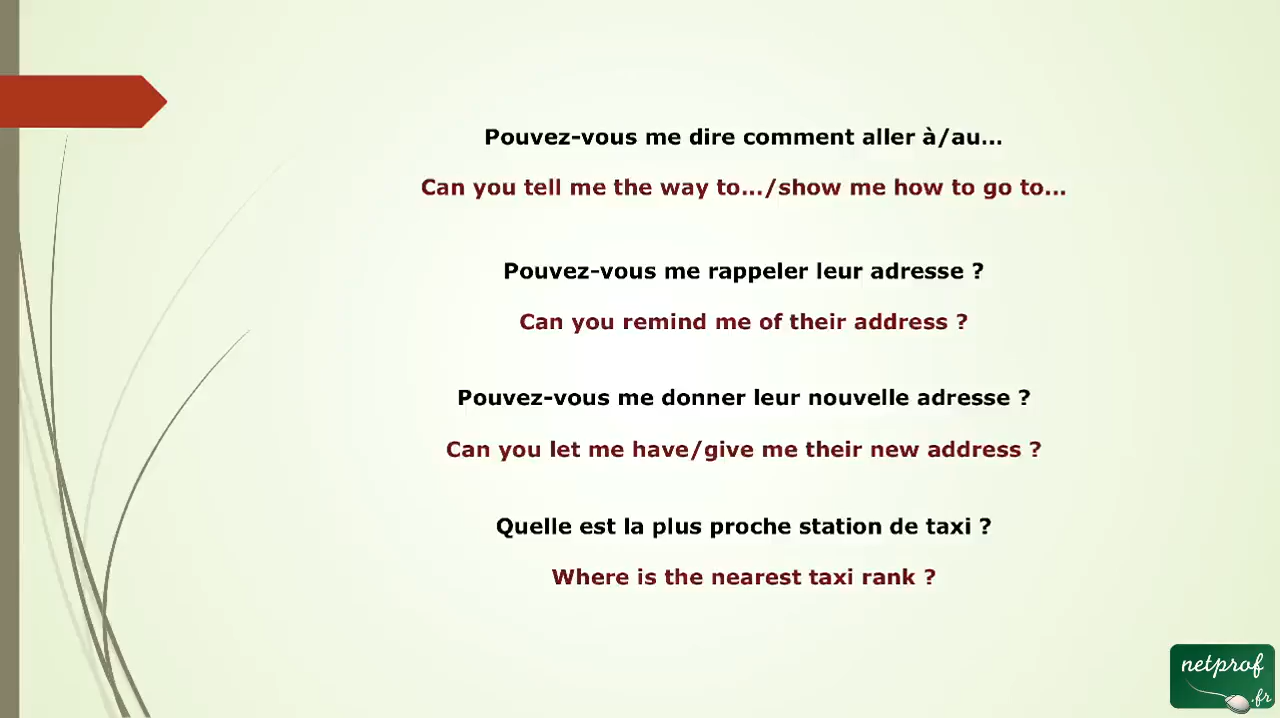 Pouvez-vous me dire comment aller à/au...
Can you tell me the way to.../show me how to go to...
Pouvez-vous me rappeler leur adresse ?
Can you remind me of their address ?
Pouvez-vous me donner leur nouvelle adresse ?
Can you let me have/give me their new address ?
Quelle est la plus proche station de taxi ?
Where is the nearest taxi rank ?
netprof
.fr